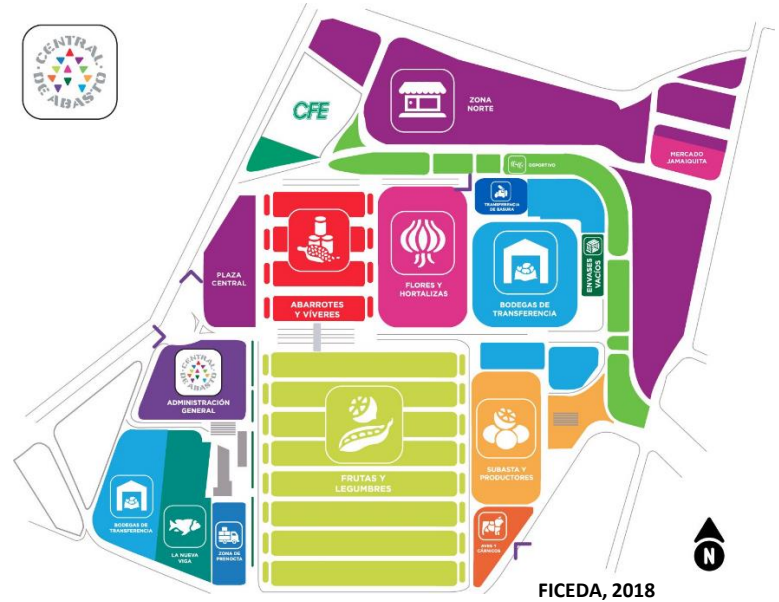 CENTRAL
DE ABASTO
CFE
ZONA
NORTE
MERCADO
JAMAIQUITA
DEPORTIVO
TRANSFERENCIA
DE BASURA
PLAZA
CENTRAL
ABARROTES
Y VÍVERES
FLORES Y
HORTALIZAS
BODEGAS DE
TRANSFERENCIA
ENVASES
VACÍOS
CENTRAL
DE ABASTO
ADMINISTRACIÓN
GENERAL
FRUTAS Y
LEGUMBRES
SUBASTA Y
PRODUCTORES
BODEGAS DE
TRANSFERENCIA
LA NUEVA
VIGA
ZONA DE
PERNOCTA
AVES Y
CÁRNICOS
N
FICEDA, 2018